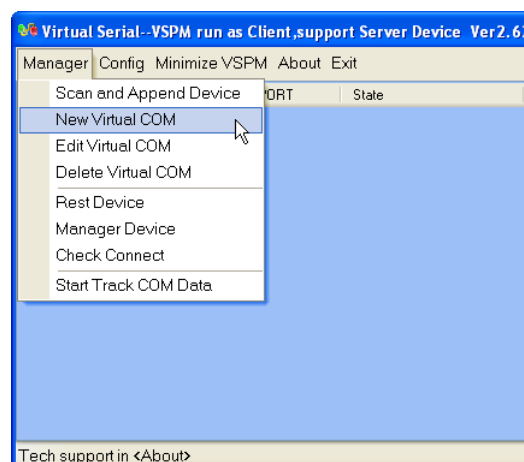 Virtual Serial--VSPM run as Client,support Server Device Ver2.6
Manager Config Minimize VSPM About Exit
Scan and Append Device PORT State
New Virtual COM
Edit Virtual COM
Delete Virtual COM
Rest Device
Manager Device
Check Connect
Start Track COM Data
Tech support in <About>